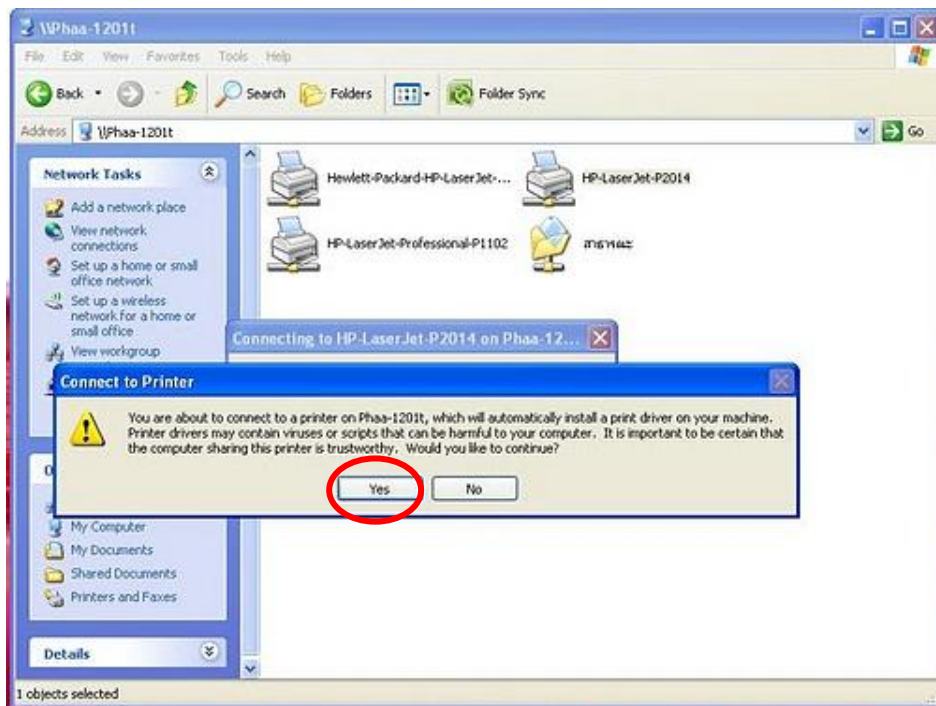 \\Phaa-1201t
File Edit View Favorites Tools Help
Back Search Folders Folder Sync
Address \\Phaa-1201t Go
Network Tasks
Add a network place
View network
connections
Set up a home or small
office network
Set up a wireless
network for a home or
small office
View workgroup
Hewlett-Packard-HP-LaserJet-...
HP-LaserJet-P2014
HP-LaserJet-Professional-P1102
สาธารณะ
Connecting to HP-LaserJet-P2014 on Phaa-12...
Connect to Printer
You are about to connect to a printer on Phaa-1201t, which will automatically install a print driver on your machine.
Printer drivers may contain viruses or scripts that can be harmful to your computer. It is important to be certain that
the computer sharing this printer is trustworthy. Would you like to continue?
Yes No
My Computer
My Documents
Shared Documents
Printers and Faxes
Details
1 objects selected